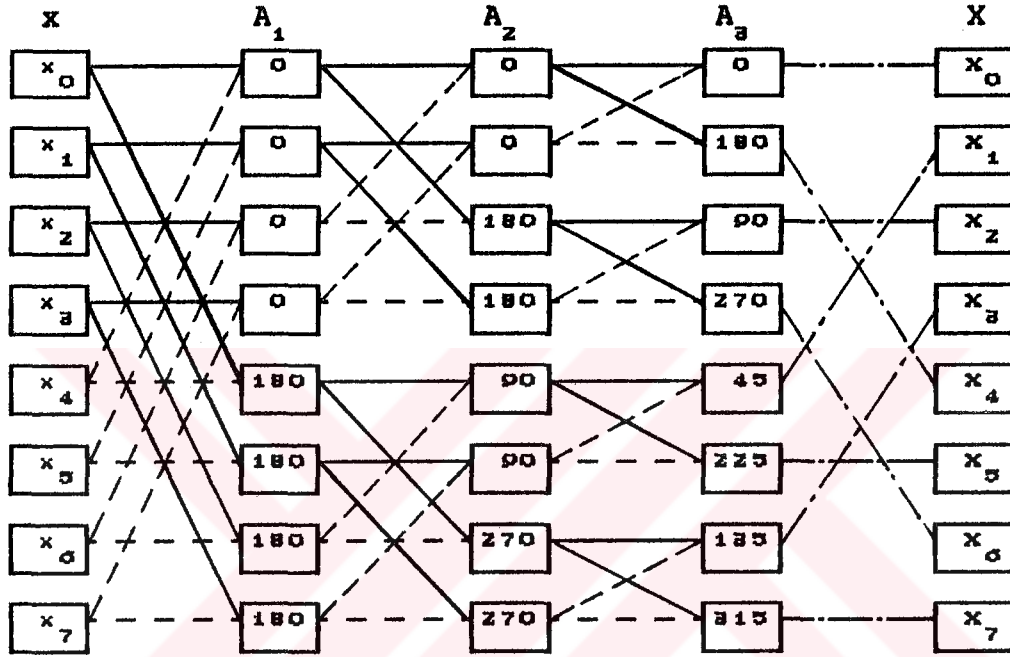 x A₁ A₂ A₃ X
x₀ 0 0 0 X₀
x₁ 0 0 180 X₁
x₂ 0 180 90 X₂
x₃ 0 180 270 X₃
x₄ 180 90 45 X₄
x₅ 180 90 225 X₅
x₆ 180 270 135 X₆
x₇ 180 270 315 X₇